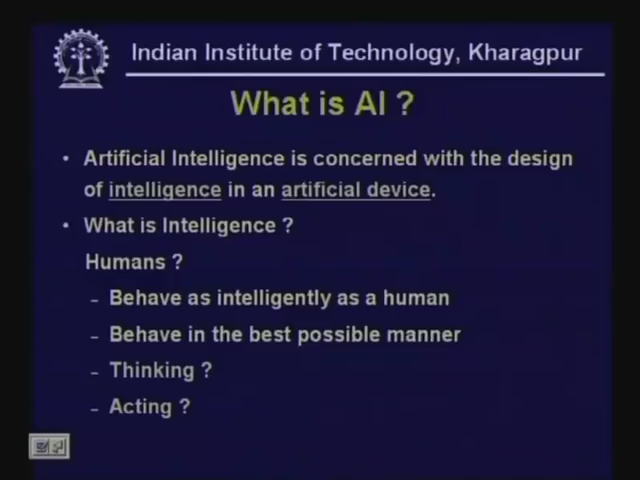 Indian Institute of Technology, Kharagpur
What is AI ?
• Artificial Intelligence is concerned with the design
of intelligence in an artificial device.
• What is Intelligence ?
Humans ?
– Behave as intelligently as a human
– Behave in the best possible manner
– Thinking ?
– Acting ?